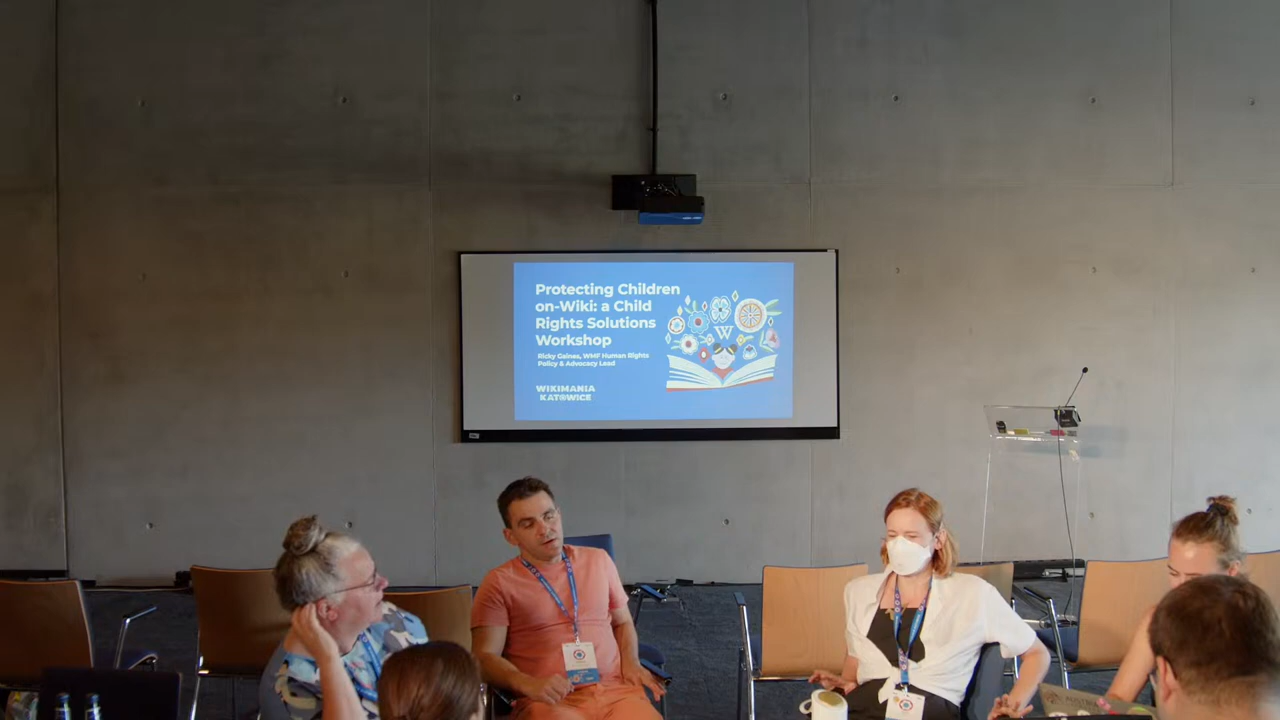 Protecting Children
on-Wiki: a Child
Rights Solutions
Workshop
Ricky Gaines, WMF Human Rights
Policy & Advocacy Lead
WIKIMANIA
KATOWICE
W